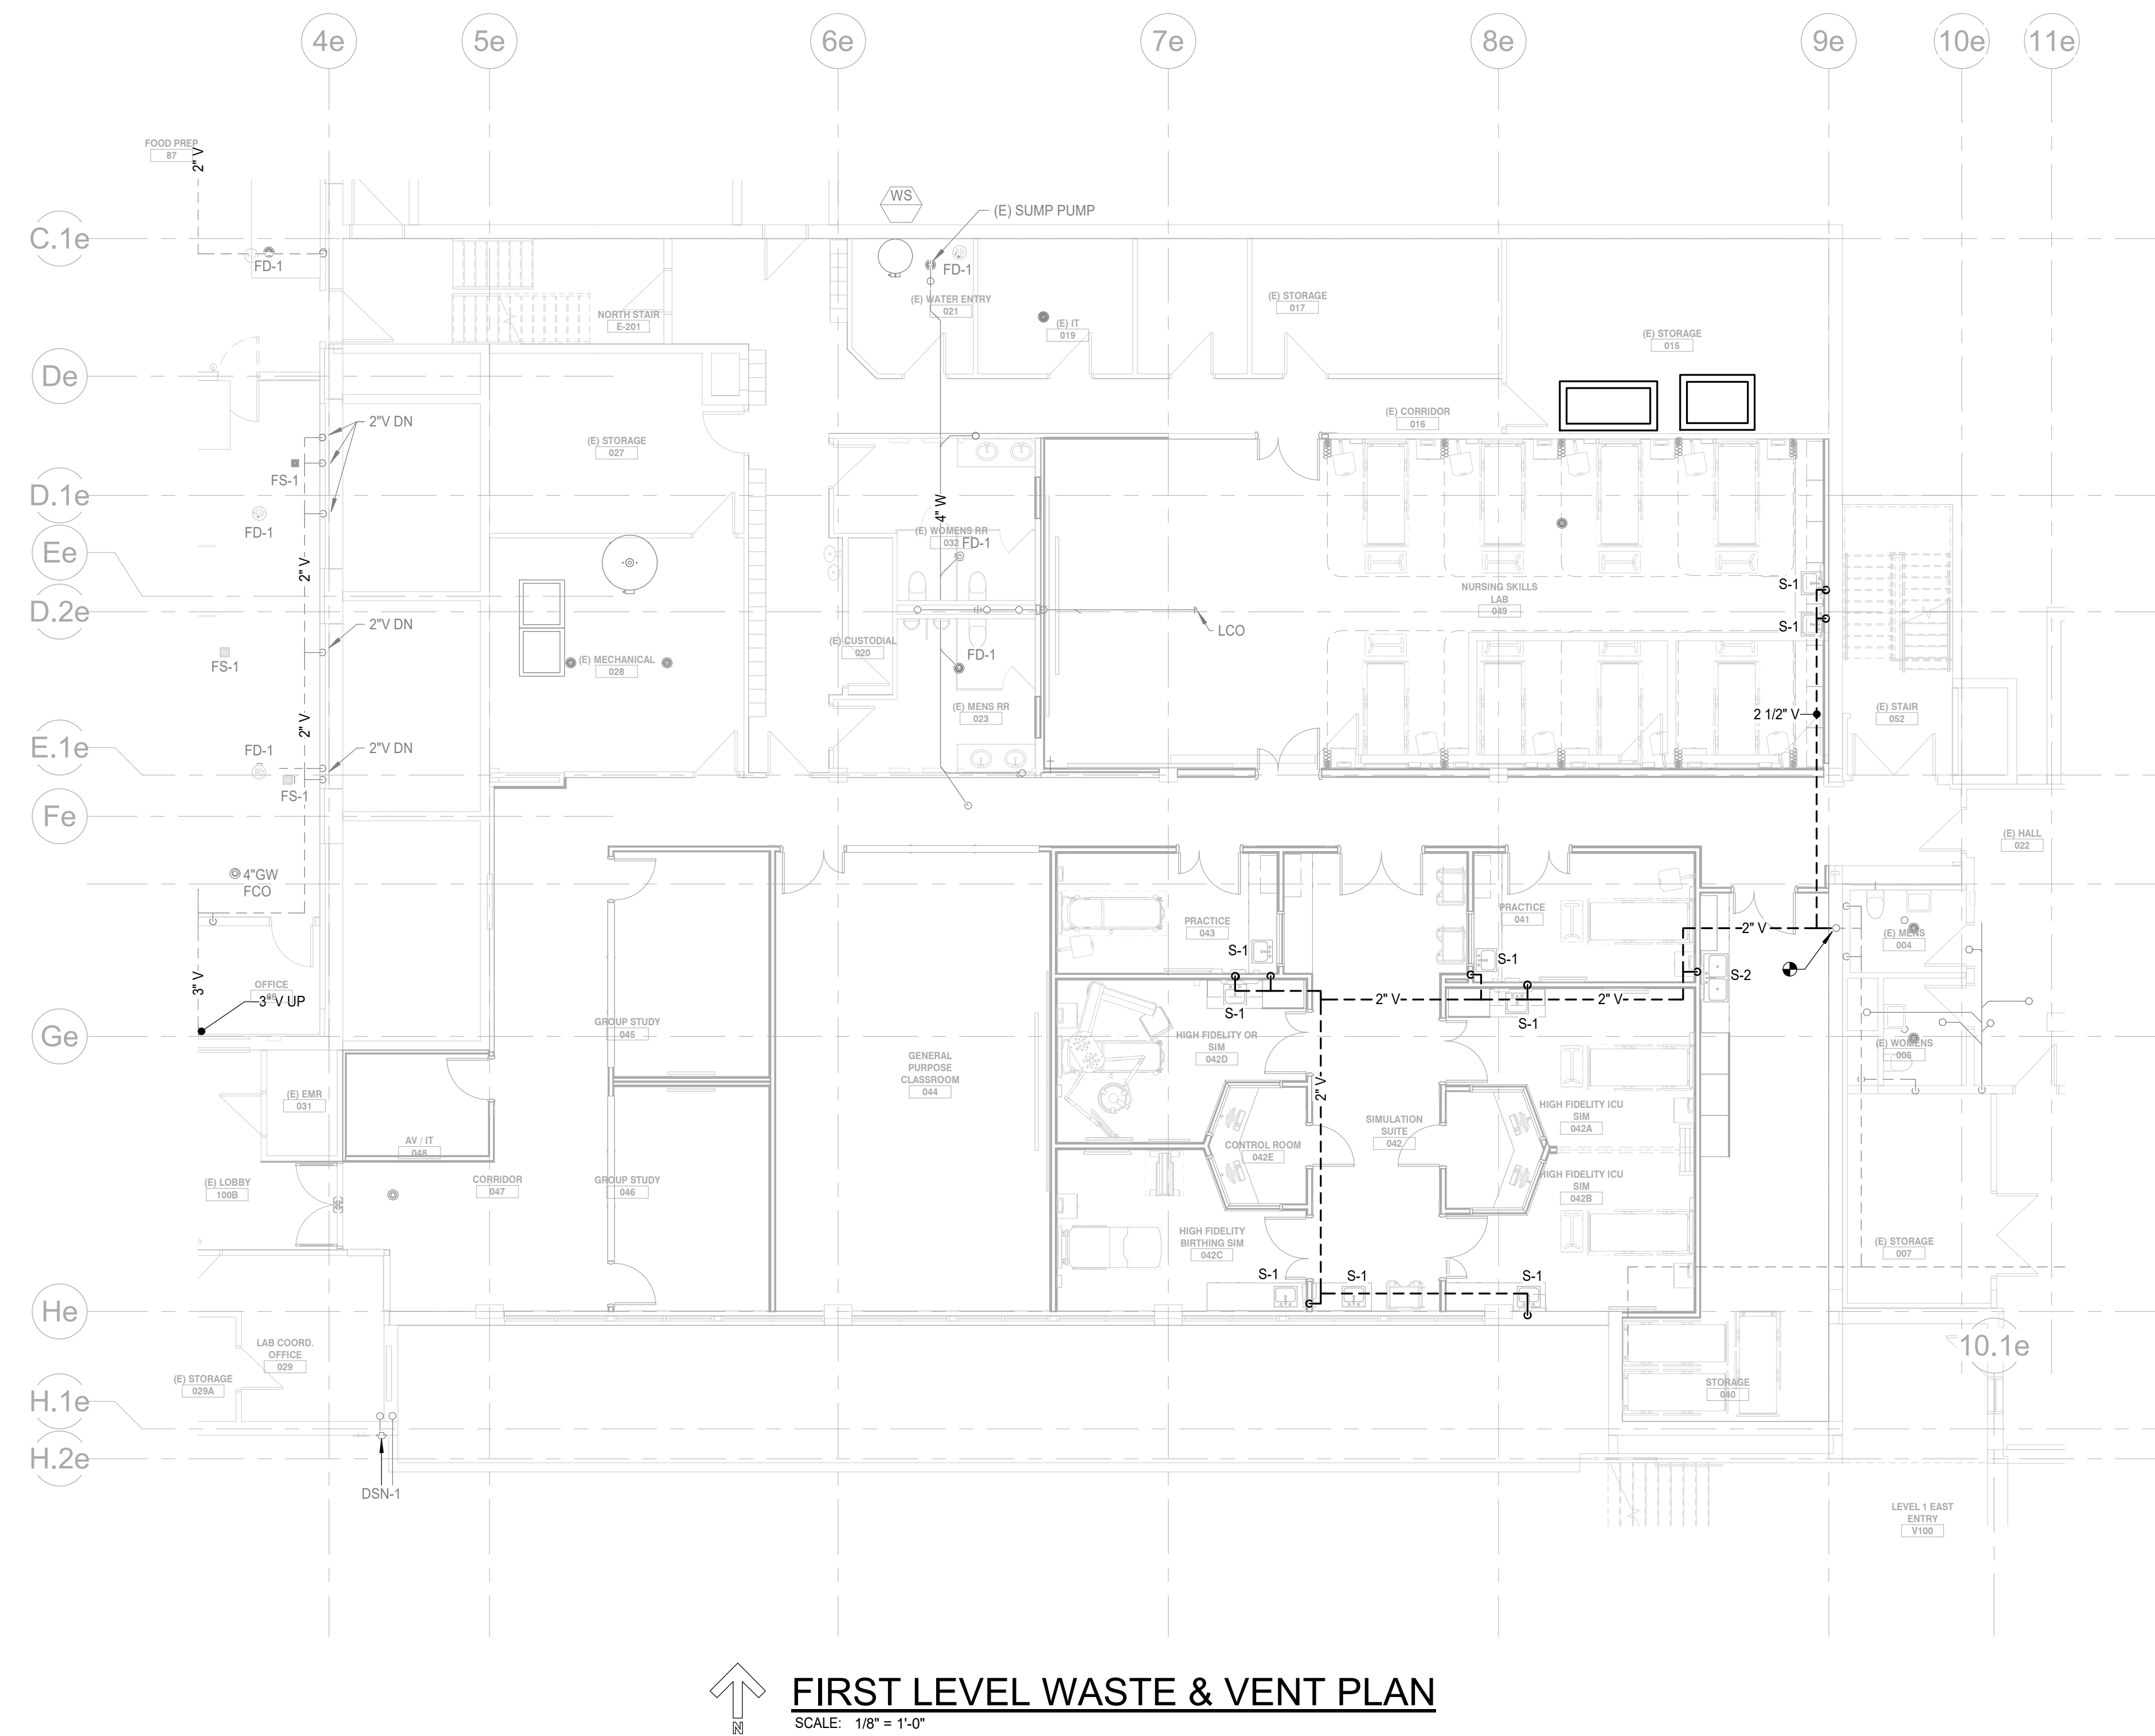 4e
5e
6e
7e
8e
9e
10e
11e
FOOD PREP
87
2" V
WS
(E) SUMP PUMP
C.1e
FD-1
FD-1
(E) WATER ENTRY
021
(E) STORAGE
017
NORTH STAIR
E-201
(E) IT
019
(E) STORAGE
015
De
(E) CORRIDOR
016
2"V DN
(E) STORAGE
027
FS-1
D.1e
4" W
FD-1
(E) WOMENS RR
032
FD-1
Ee
2" V
S-1
NURSING SKILLS
LAB
049
D.2e
2"V DN
S-1
LCO
(E) CUSTODIAL
020
FD-1
FS-1
(E) MECHANICAL
028
(E) MENS RR
023
2 1/2" V
(E) STAIR
052
2" V
E.1e
FD-1
2"V DN
FS-1
Fe
(E) HALL
022
4"GW
FCO
PRACTICE
043
PRACTICE
041
2" V
(E) MENS
004
S-1
S-1
S-2
3" V
OFFICE
86
3" V UP
2" V
2" V
S-1
S-1
GROUP STUDY
045
Ge
HIGH FIDELITY OR
SIM
042D
(E) WOMENS
006
GENERAL
PURPOSE
CLASSROOM
044
(E) EMR
031
2" V
HIGH FIDELITY ICU
SIM
042A
SIMULATION
SUITE
042
AV / IT
048
CONTROL ROOM
042E
(E) LOBBY
100B
CORRIDOR
047
GROUP STUDY
046
HIGH FIDELITY ICU
SIM
042B
HIGH FIDELITY
BIRTHING SIM
042C
(E) STORAGE
007
S-1
S-1
S-1
He
LAB COORD.
OFFICE
029
10.1e
(E) STORAGE
029A
STORAGE
040
H.1e
H.2e
DSN-1
LEVEL 1 EAST
ENTRY
V100
FIRST LEVEL WASTE & VENT PLAN
N
SCALE: 1/8" = 1'-0"